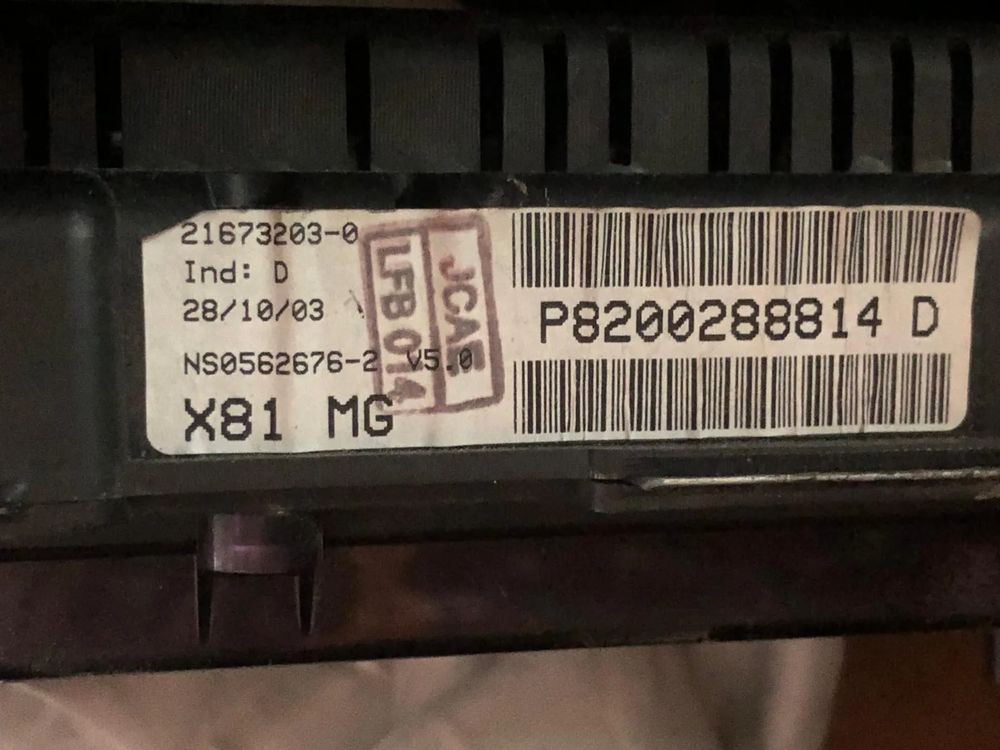 21673203-0
Ind: D
28/10/03
NS0562676-2 V5.0
X81 MG
JCAE
LFB 014
P8200288814 D